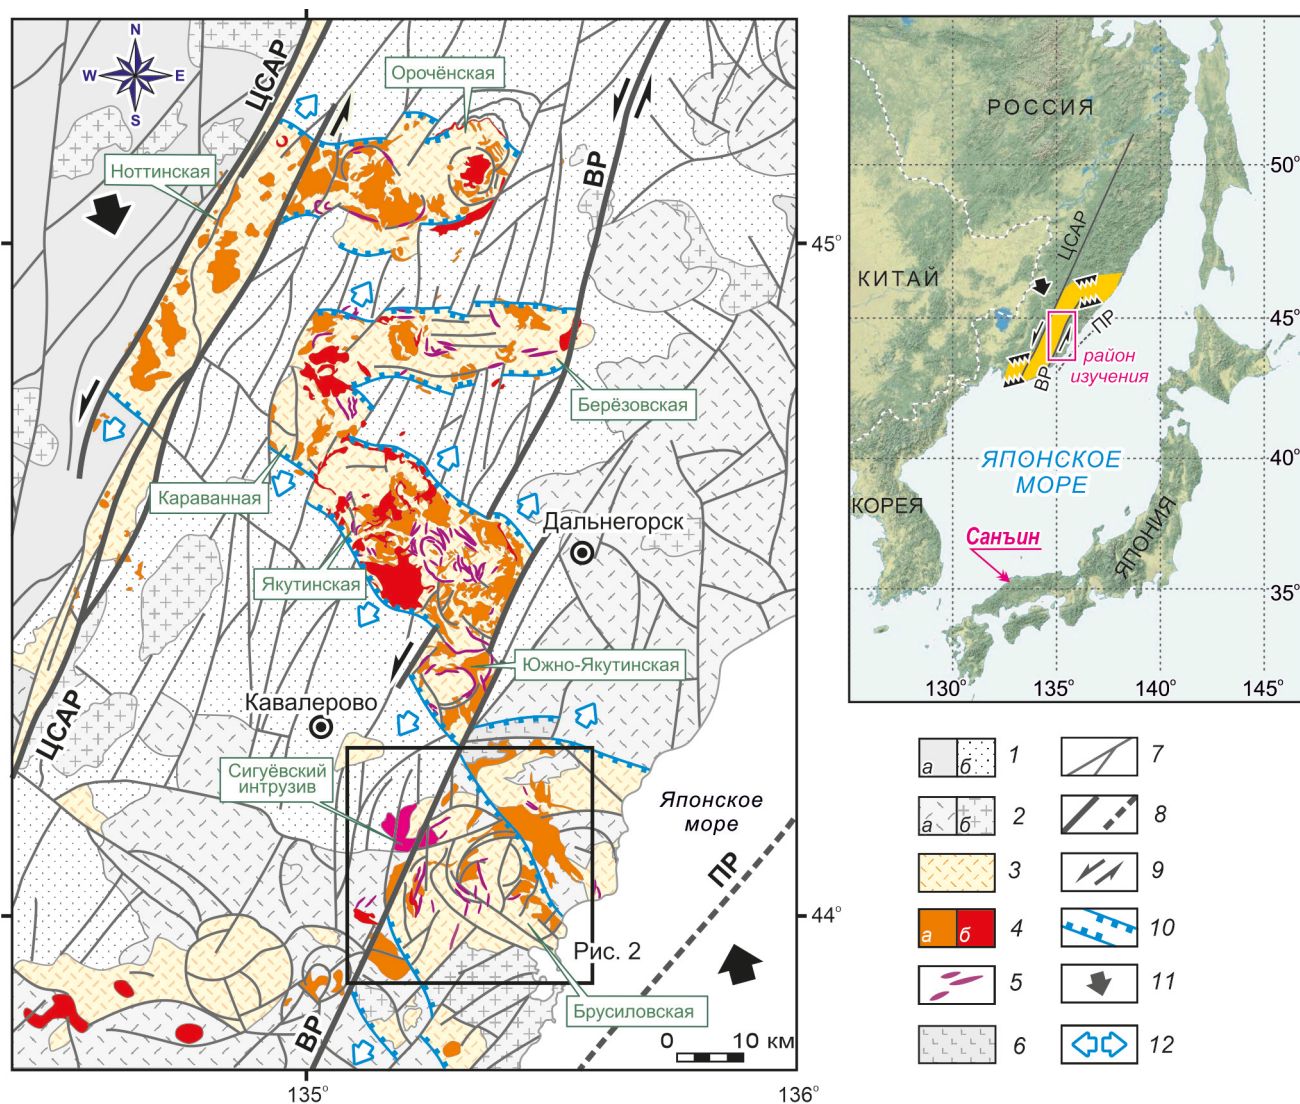 N
W
E
S
ЦСАР
Орочёнская
ВР
Ноттинская
45°
Берёзовская
Караванная
Дальнегорск
Якутинская
Южно-Якутинская
Кавалерово
ЦСАР
Сигуёвский
интрузив
Японское
море
ПР
44°
Рис. 2
Брусиловская
ВР
0 10 км
135°
136°
РОССИЯ
50°
ЦСАР
КИТАЙ
45°
ПР
район
изучения
ВР
ЯПОНСКОЕ
МОРЕ
40°
КОРЕЯ
Санъин
ЯПОНИЯ
35°
130° 135° 140° 145°
а б 1
7
а б 2
8
3
9
а б 4
10
5
11
6
12